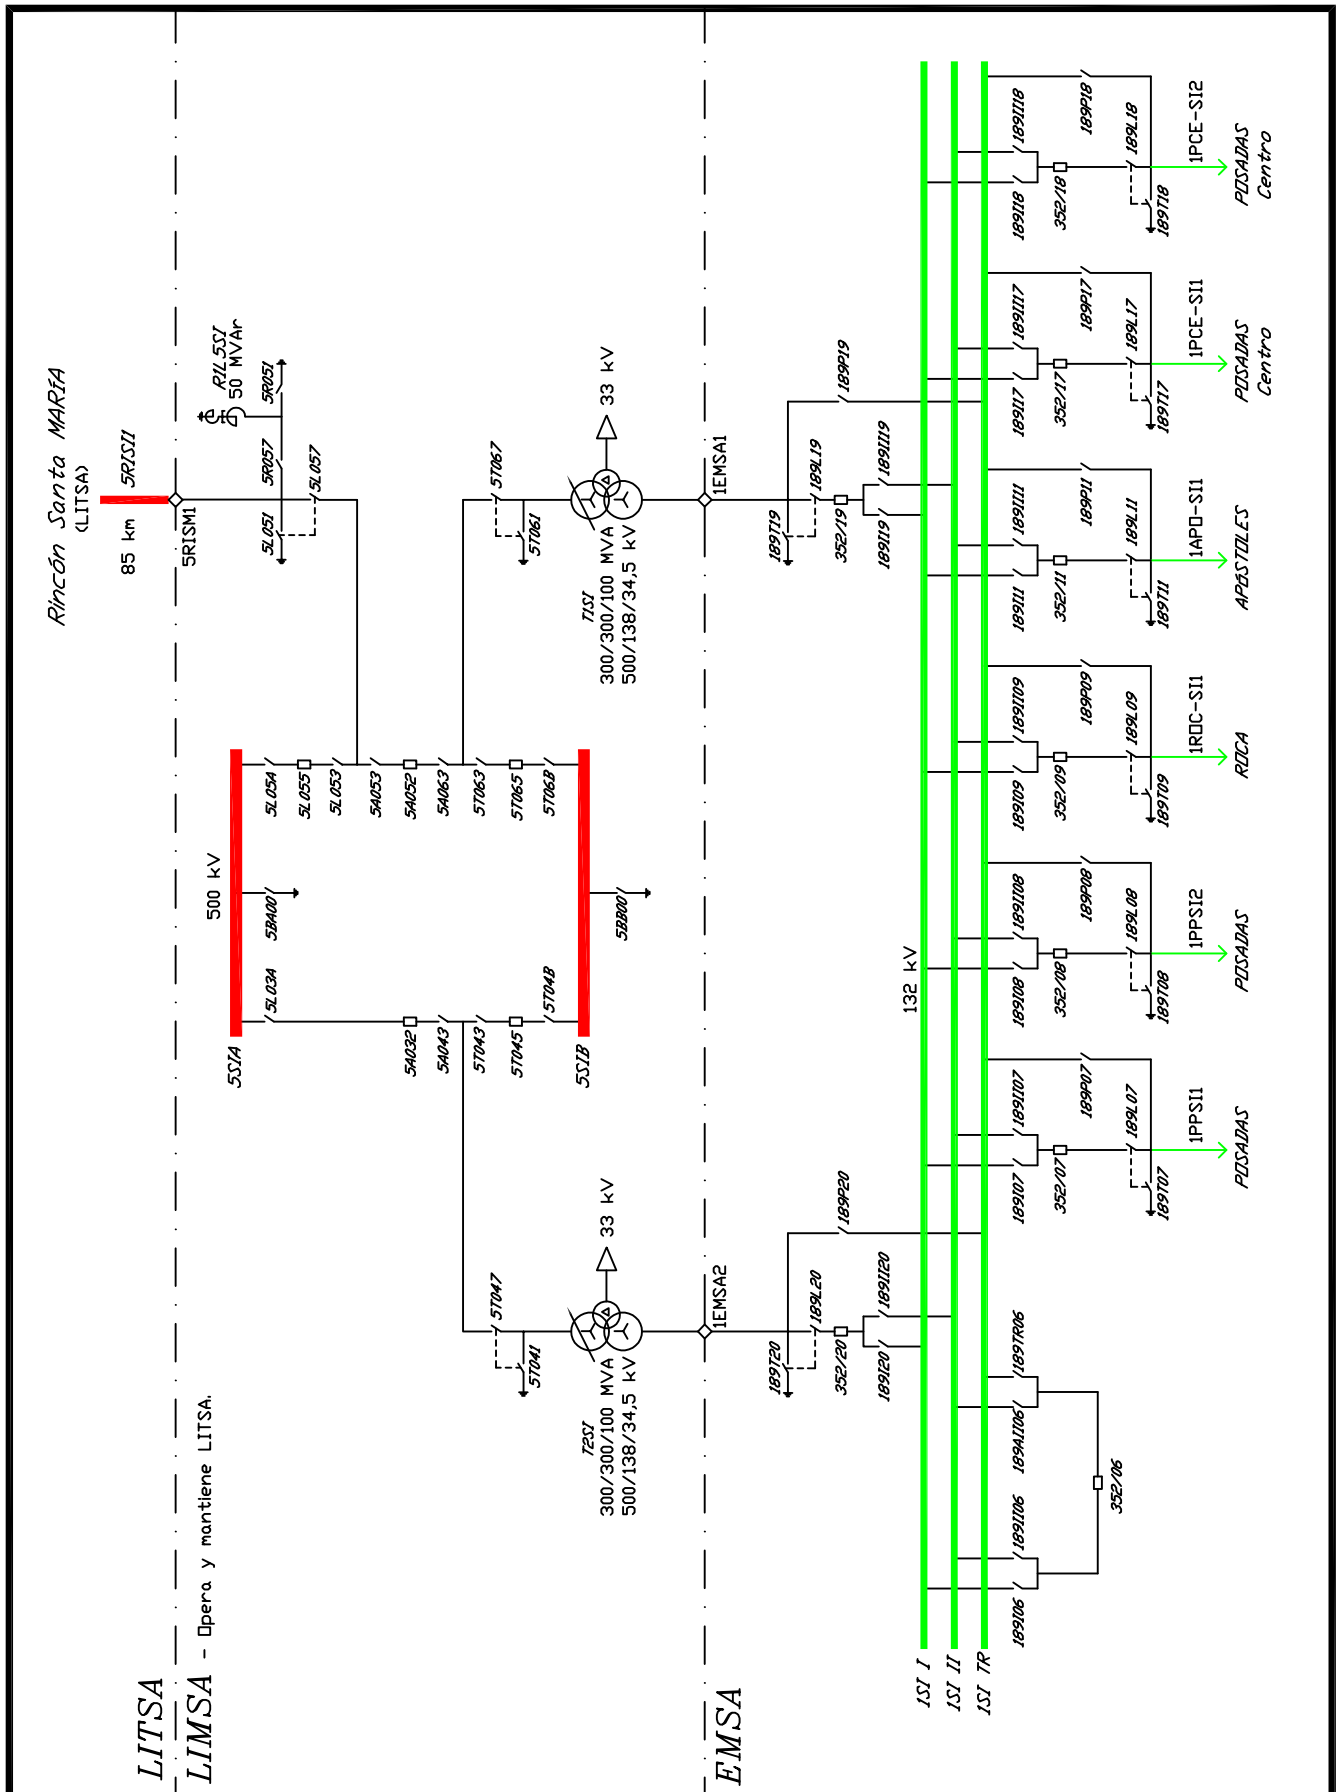 Rincón Santa MARÍA
(LITSA)
85 km
5RISI1
5RISM1
R1L5SI
50 MVAr
5R051
5R057
5L051
5L057
500 kV
5SIA
5L03A
5BA00
5L05A
5L055
5L053
5A053
5A052
5A063
5T063
5T065
5T06B
5A032
5A043
5T043
5T045
5T04B
5SIB
5BB00
5T067
5T061
T1SI
300/300/100 MVA
500/138/34,5 kV
33 kV
5T047
5T041
T2SI
300/300/100 MVA
500/138/34,5 kV
33 kV
LITSA
LIMSA - Opera y mantiene LITSA.
EMSA
1EMSA2
189T20
189L20
189P20
352/20
189I20
189II20
1EMSA1
189T19
189L19
189P19
352/19
189I19
189II19
132 kV
1SI I
1SI II
1SI TR
189I06
189II06
189AII06
189TR06
352/06
189I07
189II07
352/07
189P07
189L07
189T07
1PPSI1
POSADAS
189I08
189II08
352/08
189P08
189L08
189T08
1PPSI2
POSADAS
189I09
189II09
352/09
189P09
189L09
189T09
1ROC-SI1
ROCA
189I11
189II11
352/11
189P11
189L11
189T11
1APO-SI1
APóSTOLES
189I17
189II17
352/17
189P17
189L17
189T17
1PCE-SI1
POSADAS
Centro
189I18
189II18
352/18
189P18
189L18
189T18
1PCE-SI2
POSADAS
Centro